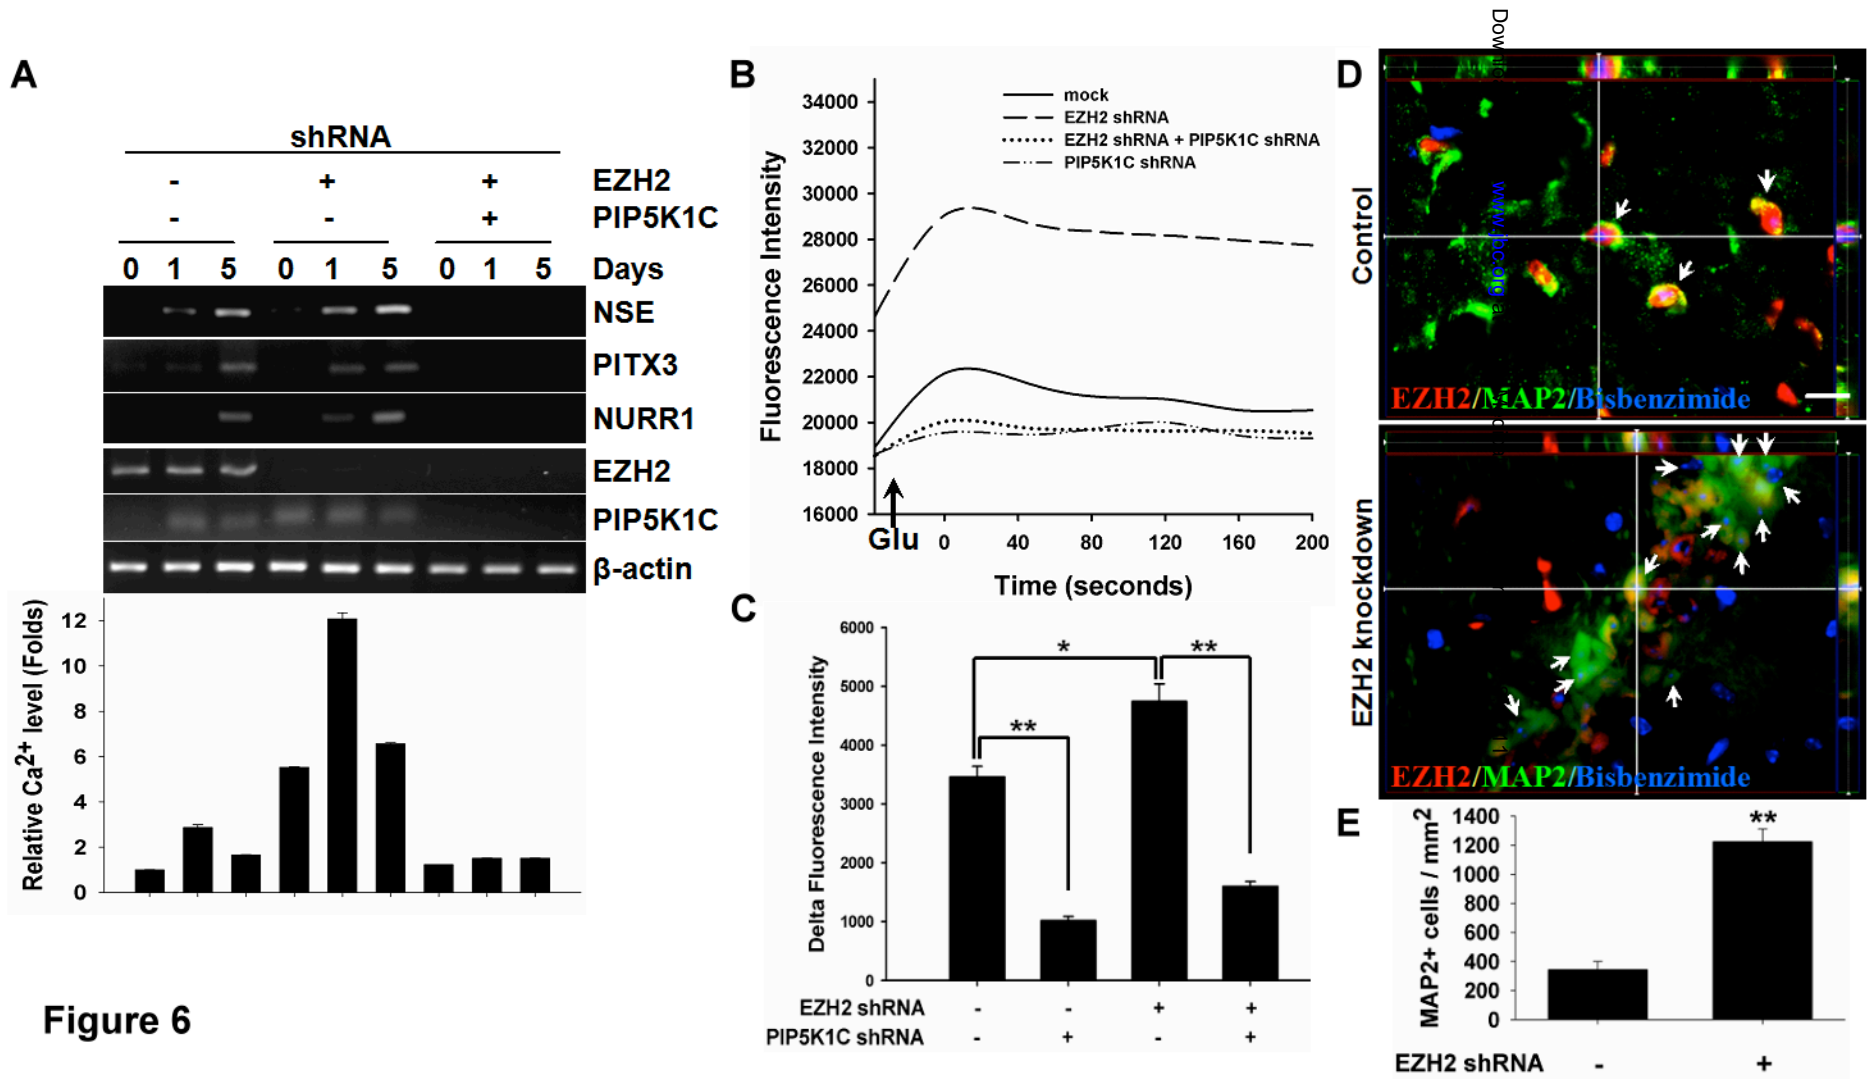 A
shRNA
- + + EZH2
- - + PIP5K1C
0 1 5 0 1 5 0 1 5 Days
NSE
PITX3
NURR1
EZH2
PIP5K1C
β-actin
Relative Ca2+ level (Folds)
12
10
8
6
4
2
0
Figure 6
B
Fluorescence Intensity
34000
32000
30000
28000
26000
24000
22000
20000
18000
16000
mock
EZH2 shRNA
EZH2 shRNA + PIP5K1C shRNA
PIP5K1C shRNA
Glu 0 40 80 120 160 200
Time (seconds)
C
Delta Fluorescence Intensity
6000
5000
4000
3000
2000
1000
0
* **
**
EZH2 shRNA - - + +
PIP5K1C shRNA - + - +
D
Control
www.jbc.org
EZH2/MAP2/Bisbenzimide
EZH2 knockdown
EZH2/MAP2/Bisbenzimide
E
MAP2+ cells / mm2
1400
1200
1000
800
600
400
200
0
**
EZH2 shRNA - +